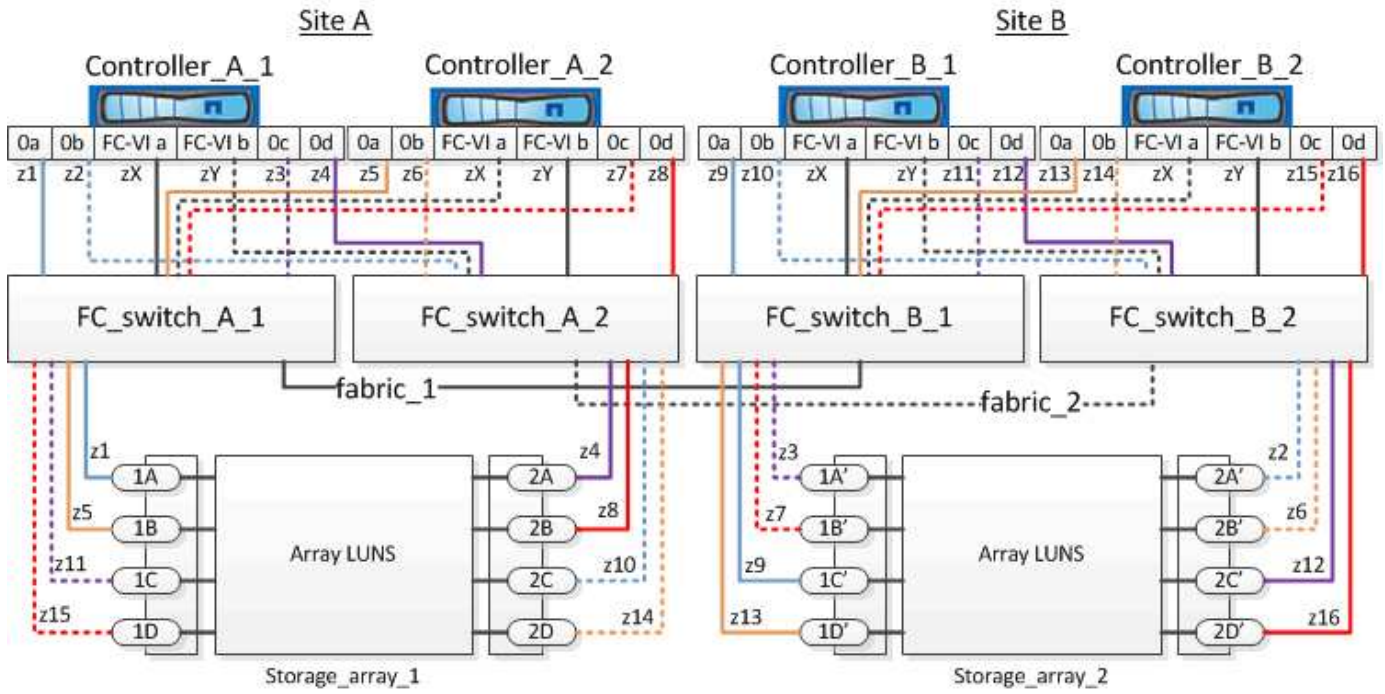 Site A Site B
Controller_A_1 Controller_A_2 Controller_B_1 Controller_B_2
0a 0b FC-VI a FC-VI b 0c 0d 0a 0b FC-VI a FC-VI b 0c 0d 0a 0b FC-VI a FC-VI b 0c 0d 0a 0b FC-VI a FC-VI b 0c 0d
z1 z2 zX zY z3 z4 z5 z6 zX zY z7 z8 z9 z10 zX zY z11 z12 z13 z14 zX zY z15 z16
FC_switch_A_1 FC_switch_A_2 FC_switch_B_1 FC_switch_B_2
fabric_1 fabric_2
z1 z4 z3 z2
1A 2A 1A' 2A'
z5 z8 z7 z6
1B 2B 1B' 2B'
Array LUNS Array LUNS
z11 z10 z9 z12
1C 2C 1C' 2C'
z15 z14 z13 z16
1D 2D 1D' 2D'
Storage_array_1 Storage_array_2